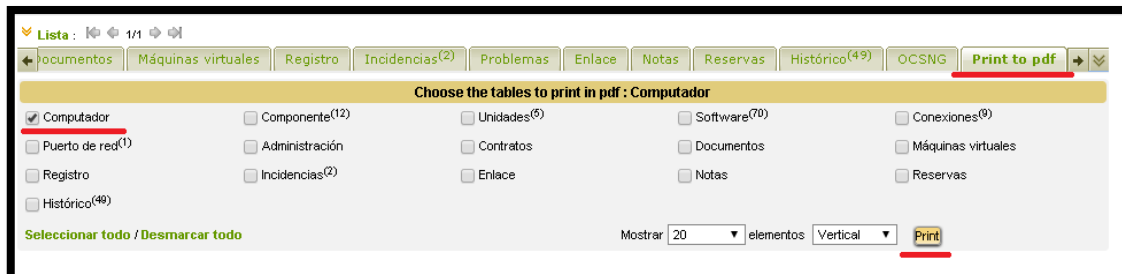 Lista : 1/1
Documentos Máquinas virtuales Registro Incidencias(2) Problemas Enlace Notas Reservas Histórico(49) OCSNG Print to pdf
Choose the tables to print in pdf : Computador
Computador Componente(12) Unidades(5) Software(70) Conexiones(9)
Puerto de red(1) Administración Contratos Documentos Máquinas virtuales
Registro Incidencias(2) Enlace Notas Reservas
Histórico(49)
Seleccionar todo / Desmarcar todo Mostrar 20 elementos Vertical Print